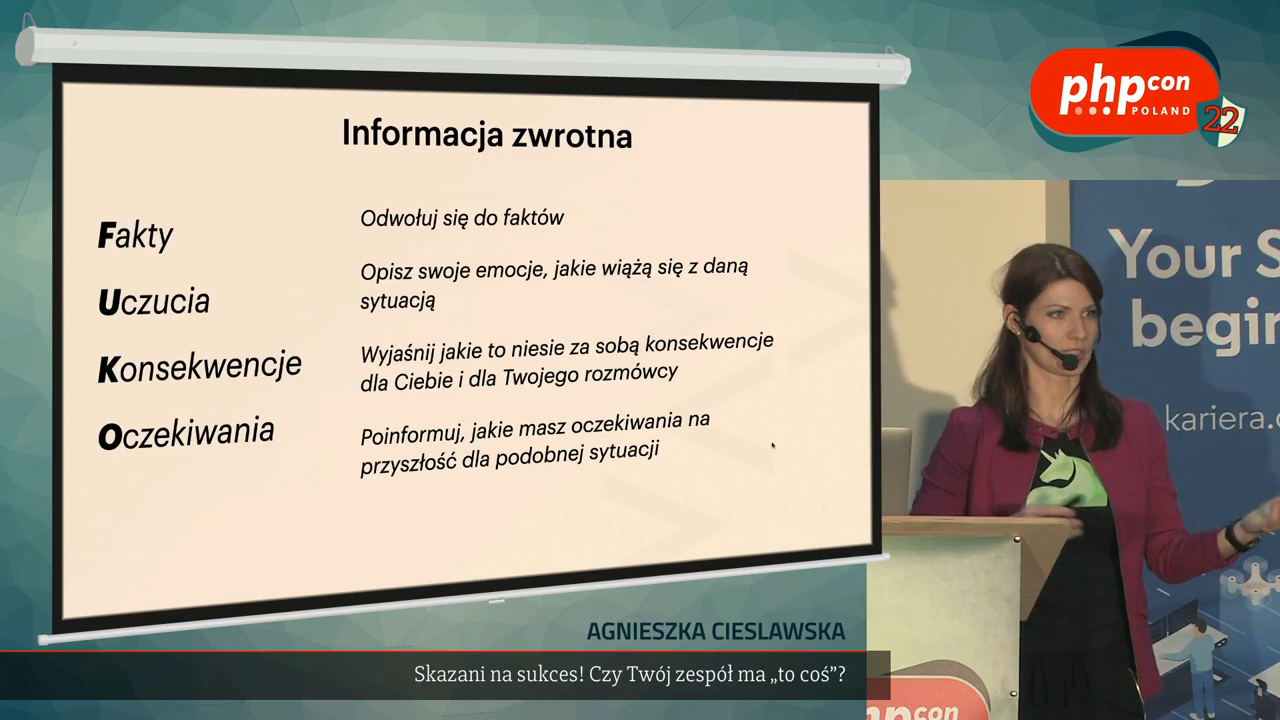 Informacja zwrotna
Fakty
Odwołuj się do faktów
Uczucia
Opisz swoje emocje, jakie wiążą się z daną
sytuacją
Konsekwencje
Wyjaśnij jakie to niesie za sobą konsekwencje
dla Ciebie i dla Twojego rozmówcy
Oczekiwania
Poinformuj, jakie masz oczekiwania na
przyszłość dla podobnej sytuacji
phpcon
POLAND
22
Your S
begin
kariera.
AGNIESZKA CIESLAWSKA
Skazani na sukces! Czy Twój zespół ma „to coś”?
phpcon